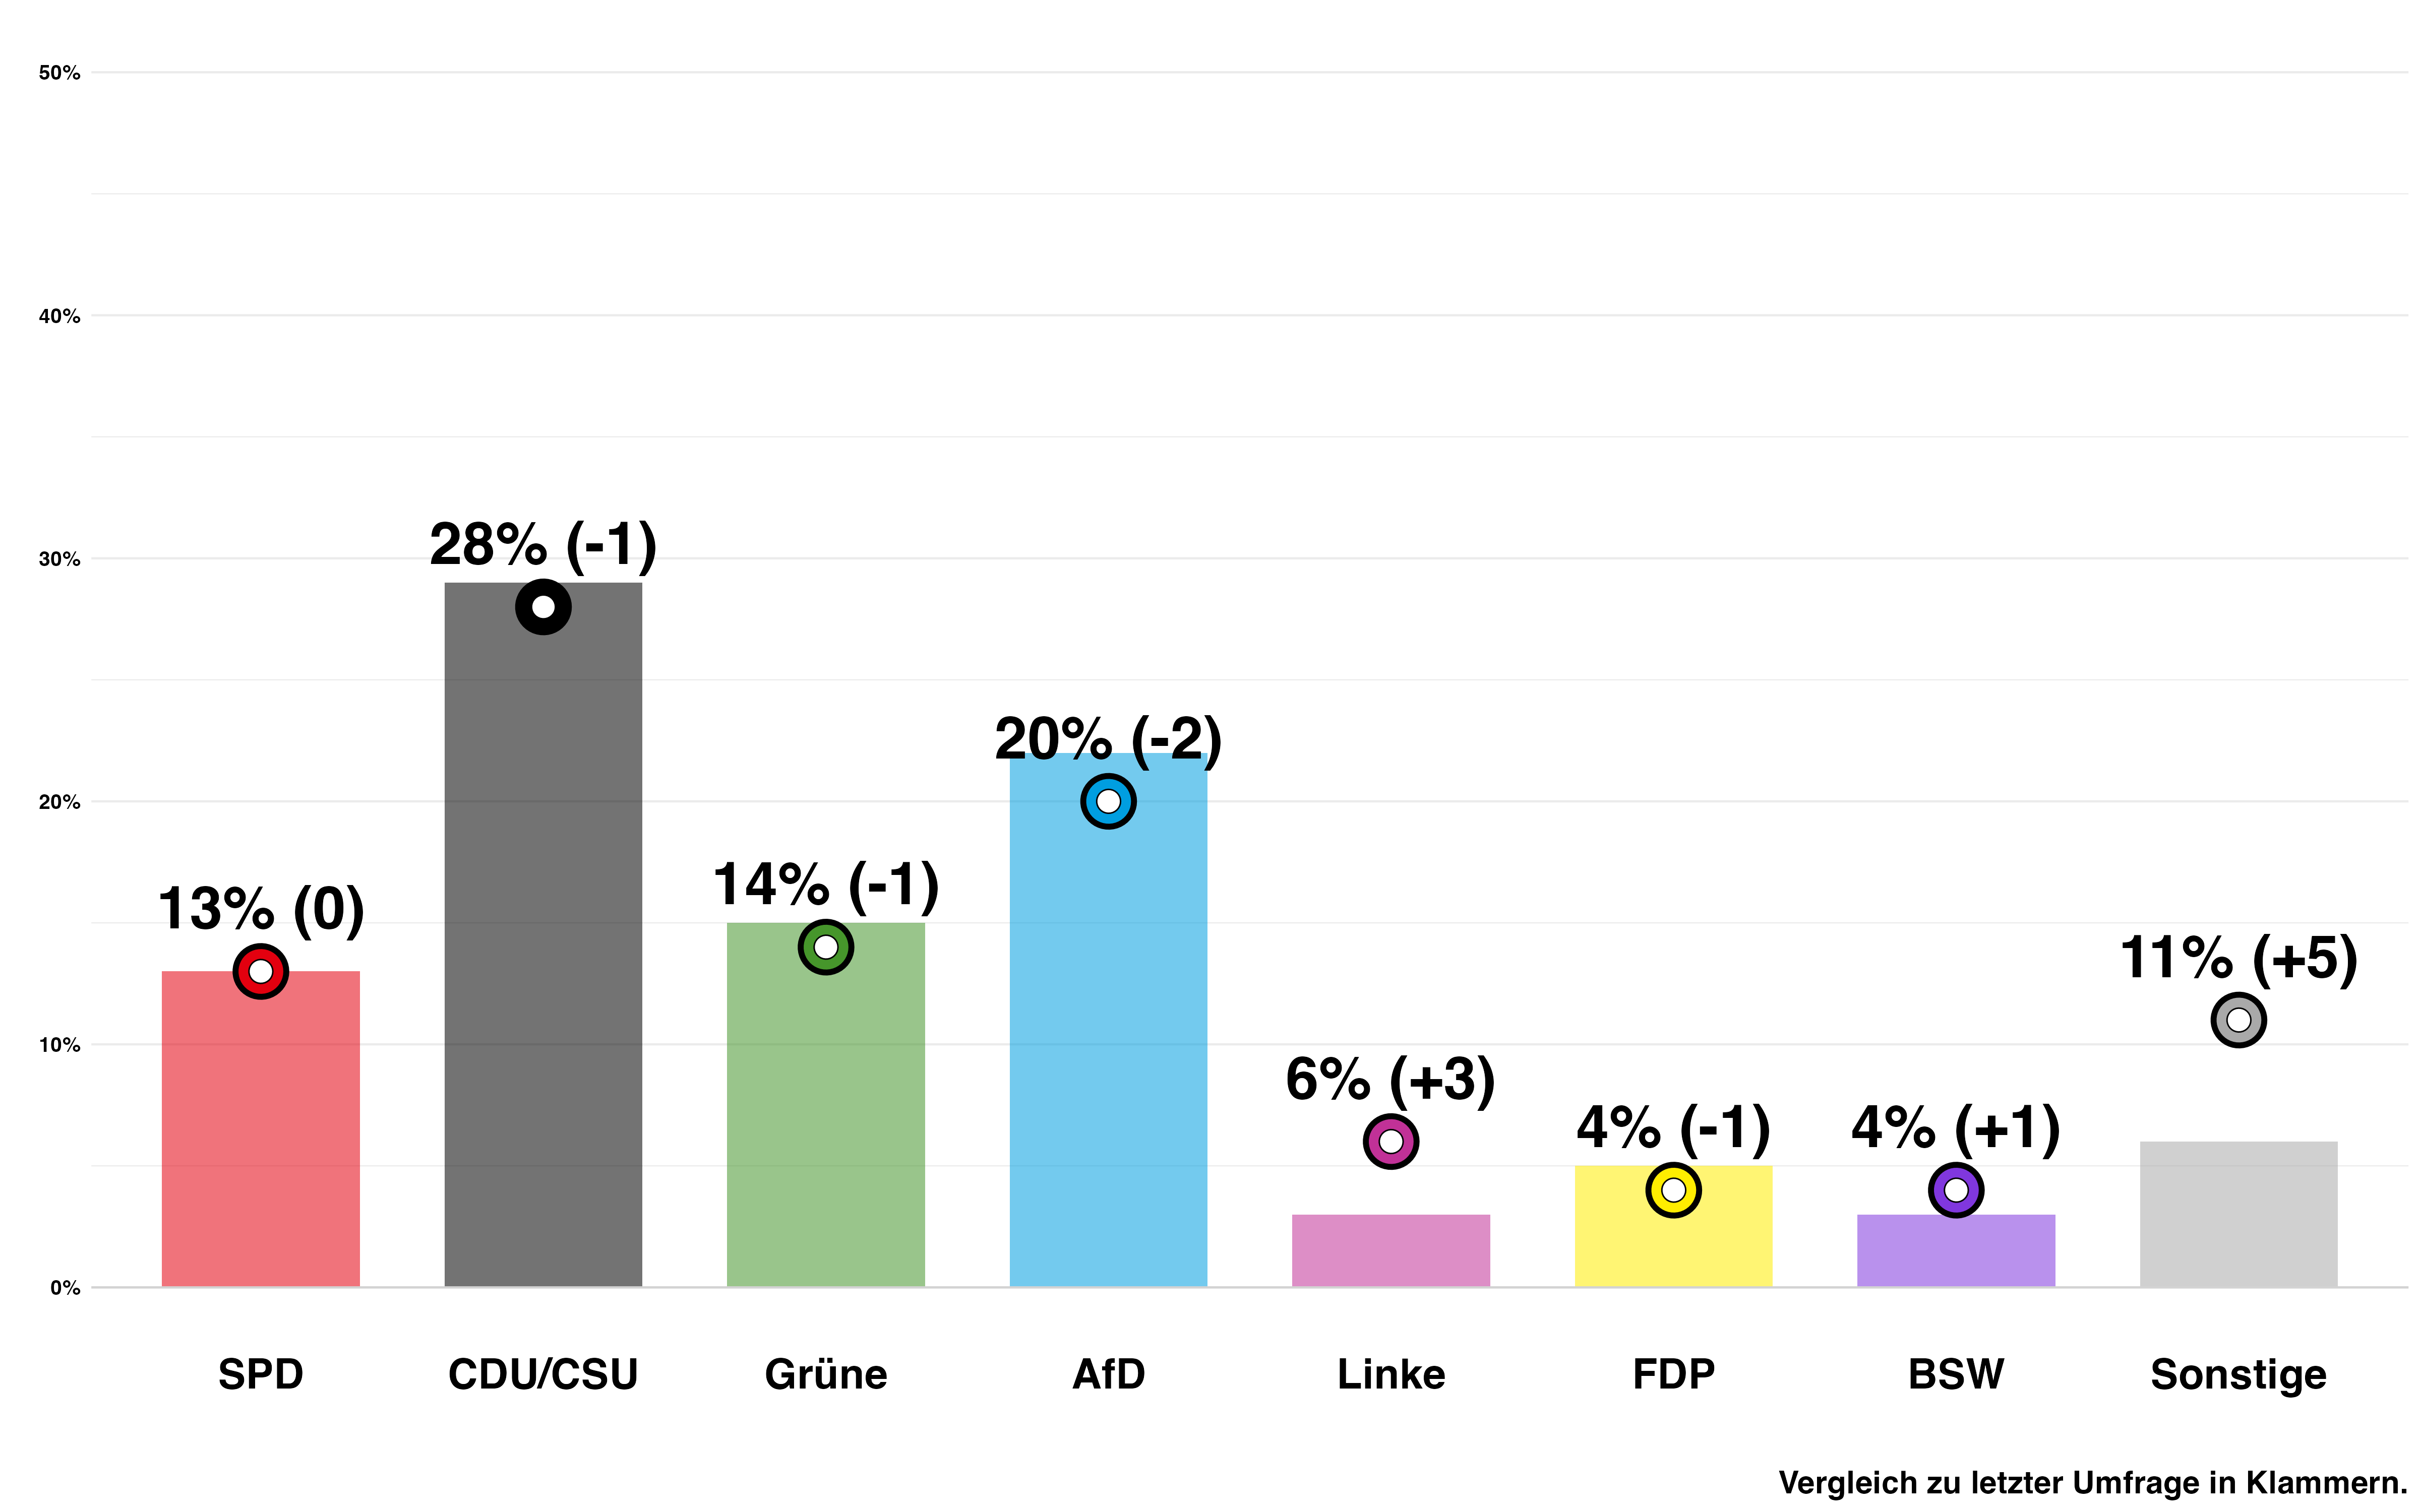 50%
40%
30%
20%
10%
0%
13% (0)
28% (-1)
14% (-1)
20% (-2)
6% (+3)
4% (-1)
4% (+1)
11% (+5)
SPD
CDU/CSU
Grüne
AfD
Linke
FDP
BSW
Sonstige
Vergleich zu letzter Umfrage in Klammern.